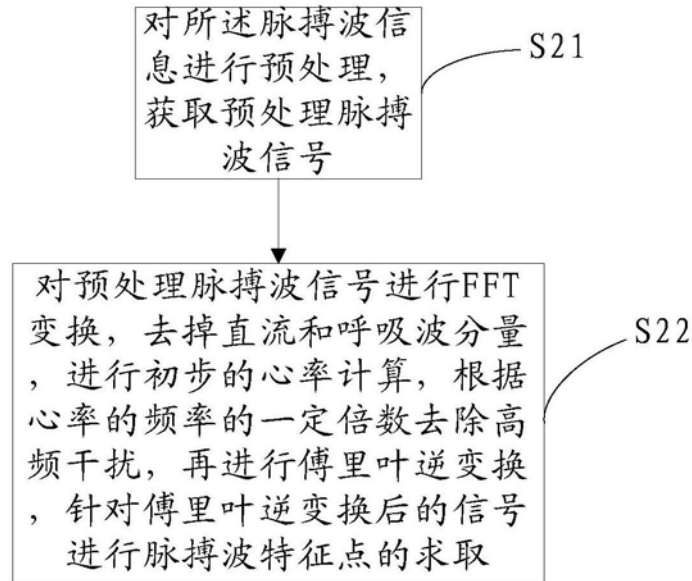 对所述脉搏波信
息进行预处理，
获取预处理脉搏
波信号
S21
对预处理脉搏波信号进行FFT
变换，去掉直流和呼吸波分量
，进行初步的心率计算，根据
心率的频率的一定倍数去除高
频干扰，再进行傅里叶逆变换
，针对傅里叶逆变换后的信号
进行脉搏波特征点的求取
S22